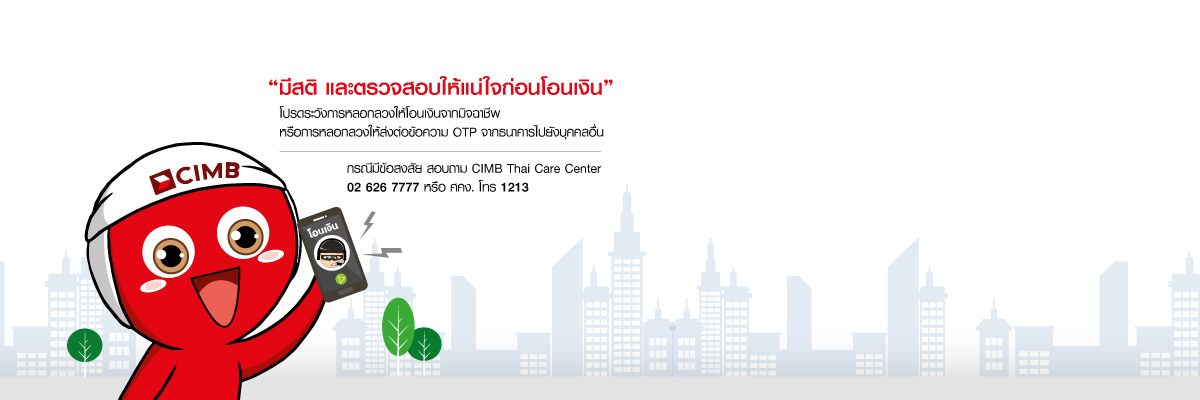 “มีสติ และตรวจสอบให้แน่ใจก่อนโอนเงิน”
โปรดระวังการหลอกลวงให้โอนเงินจากมิจฉาชีพ
หรือการหลอกลวงให้ส่งต่อข้อความ OTP จากธนาคารไปยังบุคคลอื่น
กรณีมีข้อสงสัย สอบถาม CIMB Thai Care Center
02 626 7777 หรือ ศคง. โทร 1213
CIMB
โอนเงิน